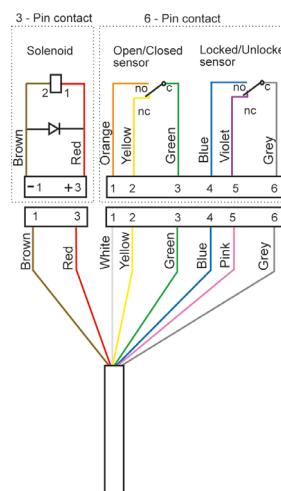 3 - Pin contact
6 - Pin contact
Solenoid
Open/Closed
sensor
Locked/Unlocke
sensor
2 1
no c
nc
no c
nc
Brown
Red
Orange
Yellow
Green
Blue
Violet
Grey
-1 +3
1 2 3 4 5 6
1 3
1 2 3 4 5 6
Brown
Red
White
Yellow
Green
Blue
Pink
Grey